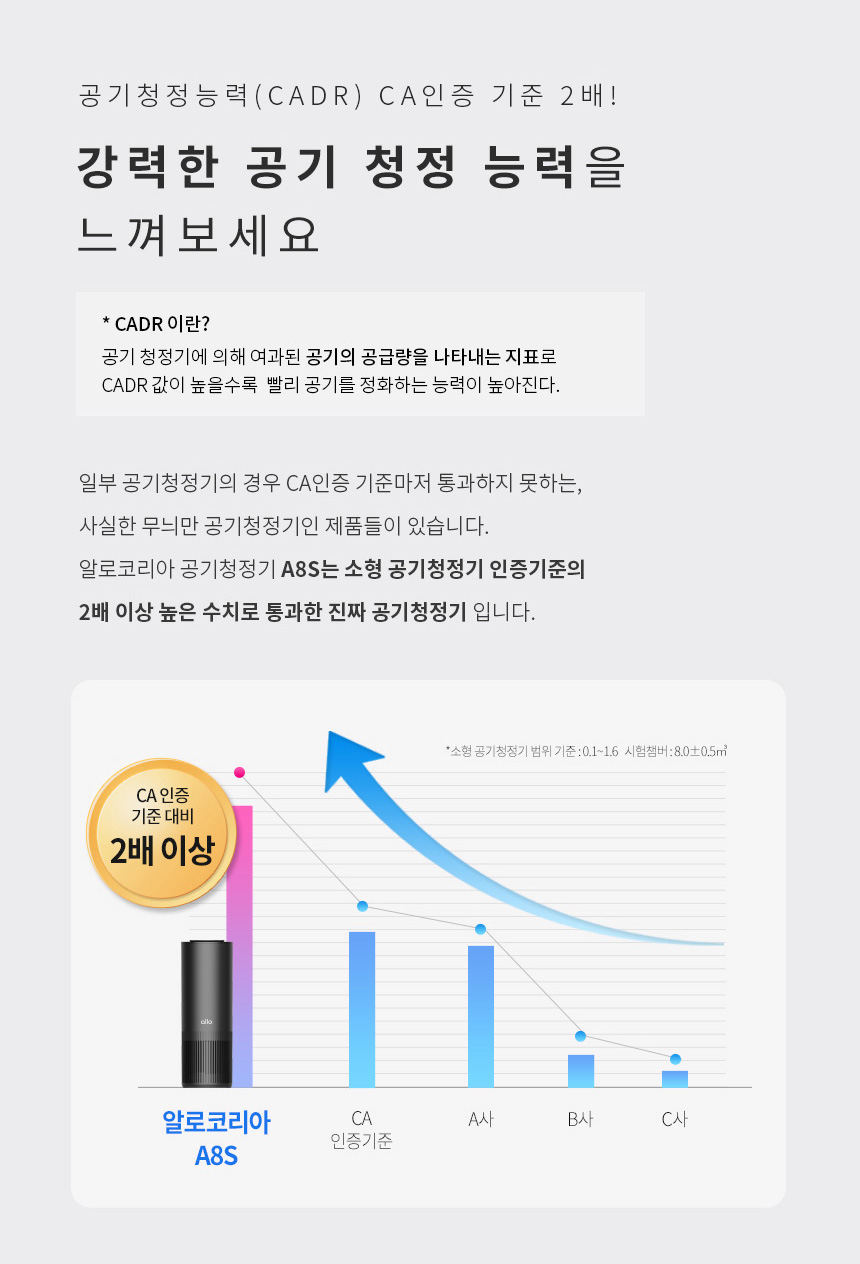 공기청정능력(CADR) CA인증 기준 2배!
강력한 공기 청정 능력을
느껴보세요
* CADR 이란?
공기 청정기에 의해 여과된 공기의 공급량을 나타내는 지표로
CADR 값이 높을수록 빨리 공기를 정화하는 능력이 높아진다.
일부 공기청정기의 경우 CA인증 기준마저 통과하지 못하는,
사실한 무늬만 공기청정기인 제품들이 있습니다.
알로코리아 공기청정기 A8S는 소형 공기청정기 인증기준의
2배 이상 높은 수치로 통과한 진짜 공기청정기 입니다.
*소형 공기청정기 범위 기준 : 0.1~1.6 시험챔버 : 8.0±0.5㎥
CA 인증
기준 대비
2배 이상
allo
알로코리아
A8S
CA
인증기준
A사
B사
C사